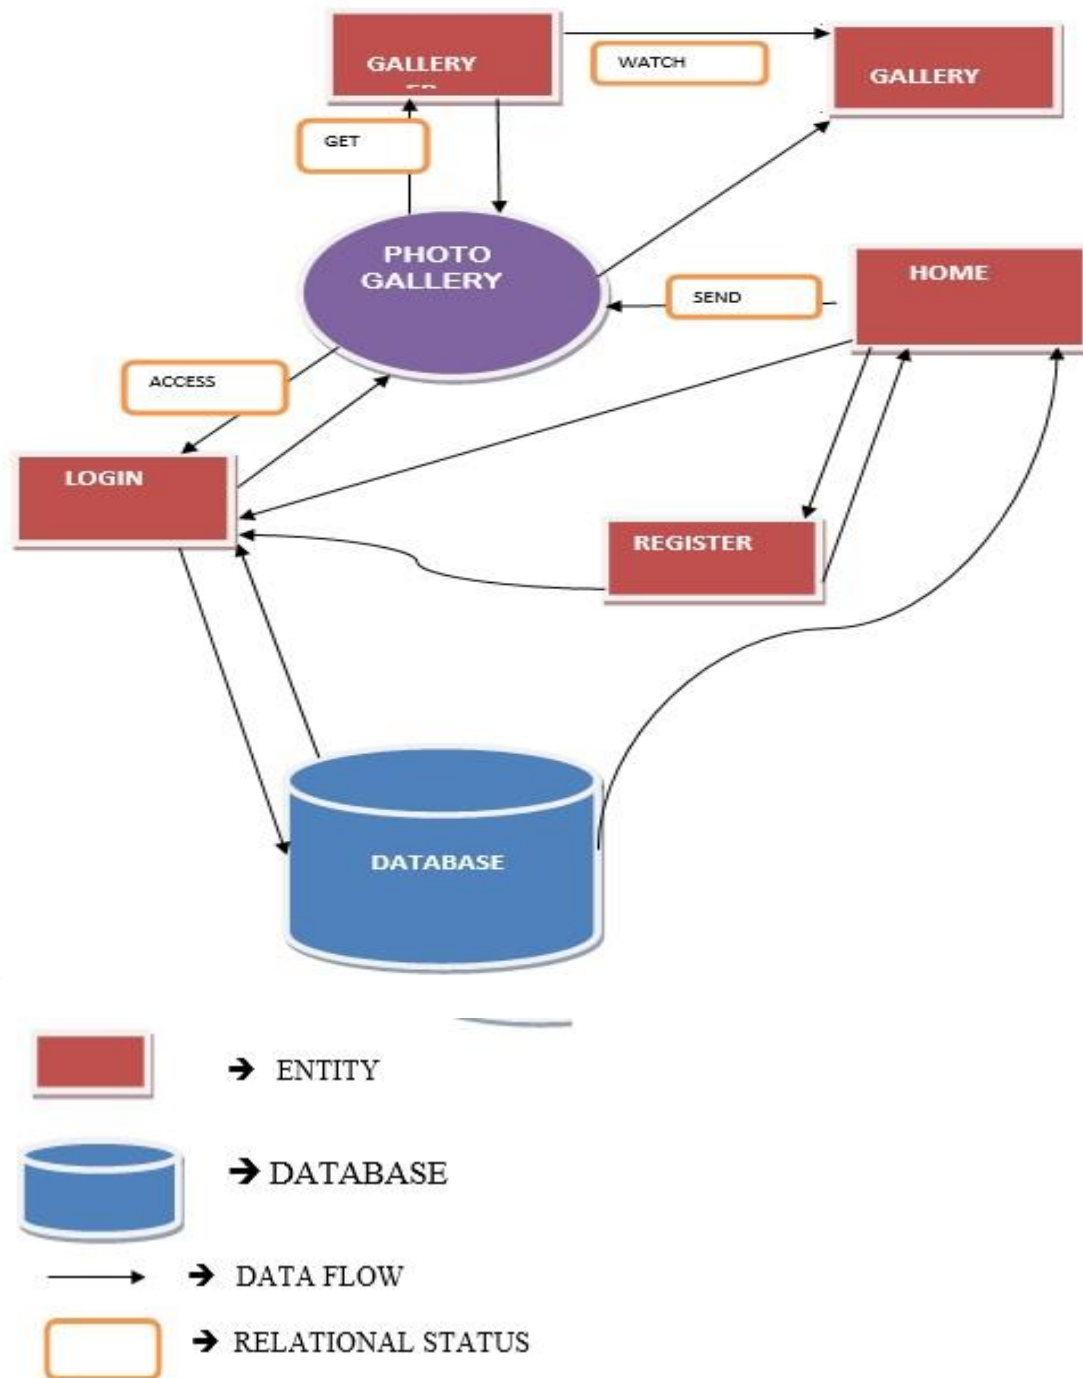 GALLERY
WATCH
GALLERY
GET
PHOTO
GALLERY
HOME
SEND
ACCESS
LOGIN
REGISTER
DATABASE
➔ ENTITY
➔ DATABASE
➔ DATA FLOW
➔ RELATIONAL STATUS